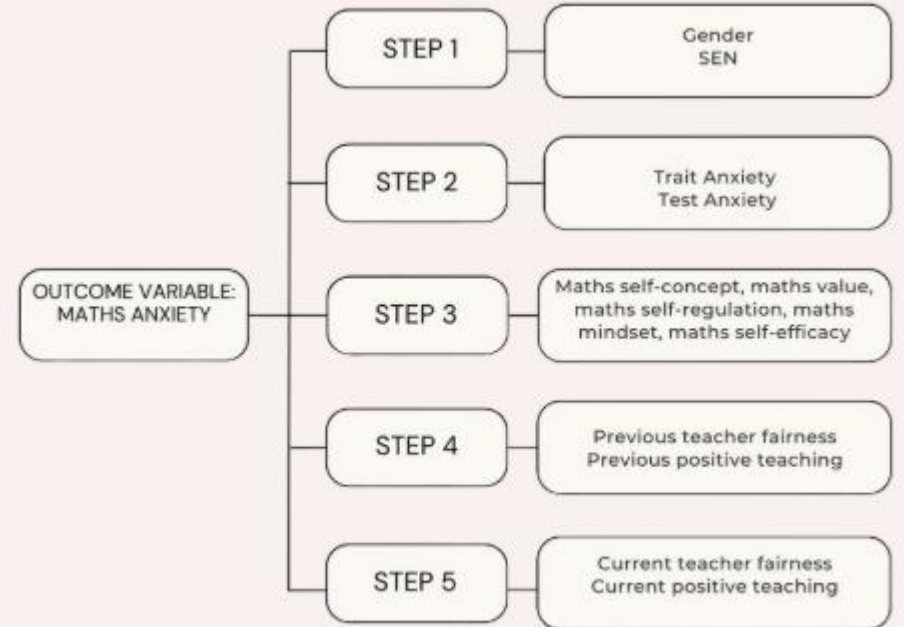 STEP 1
Gender
SEN
STEP 2
Trait Anxiety
Test Anxiety
OUTCOME VARIABLE:
MATHS ANXIETY
STEP 3
Maths self-concept, maths value,
maths self-regulation, maths
mindset, maths self-efficacy
STEP 4
Previous teacher fairness
Previous positive teaching
STEP 5
Current teacher fairness
Current positive teaching